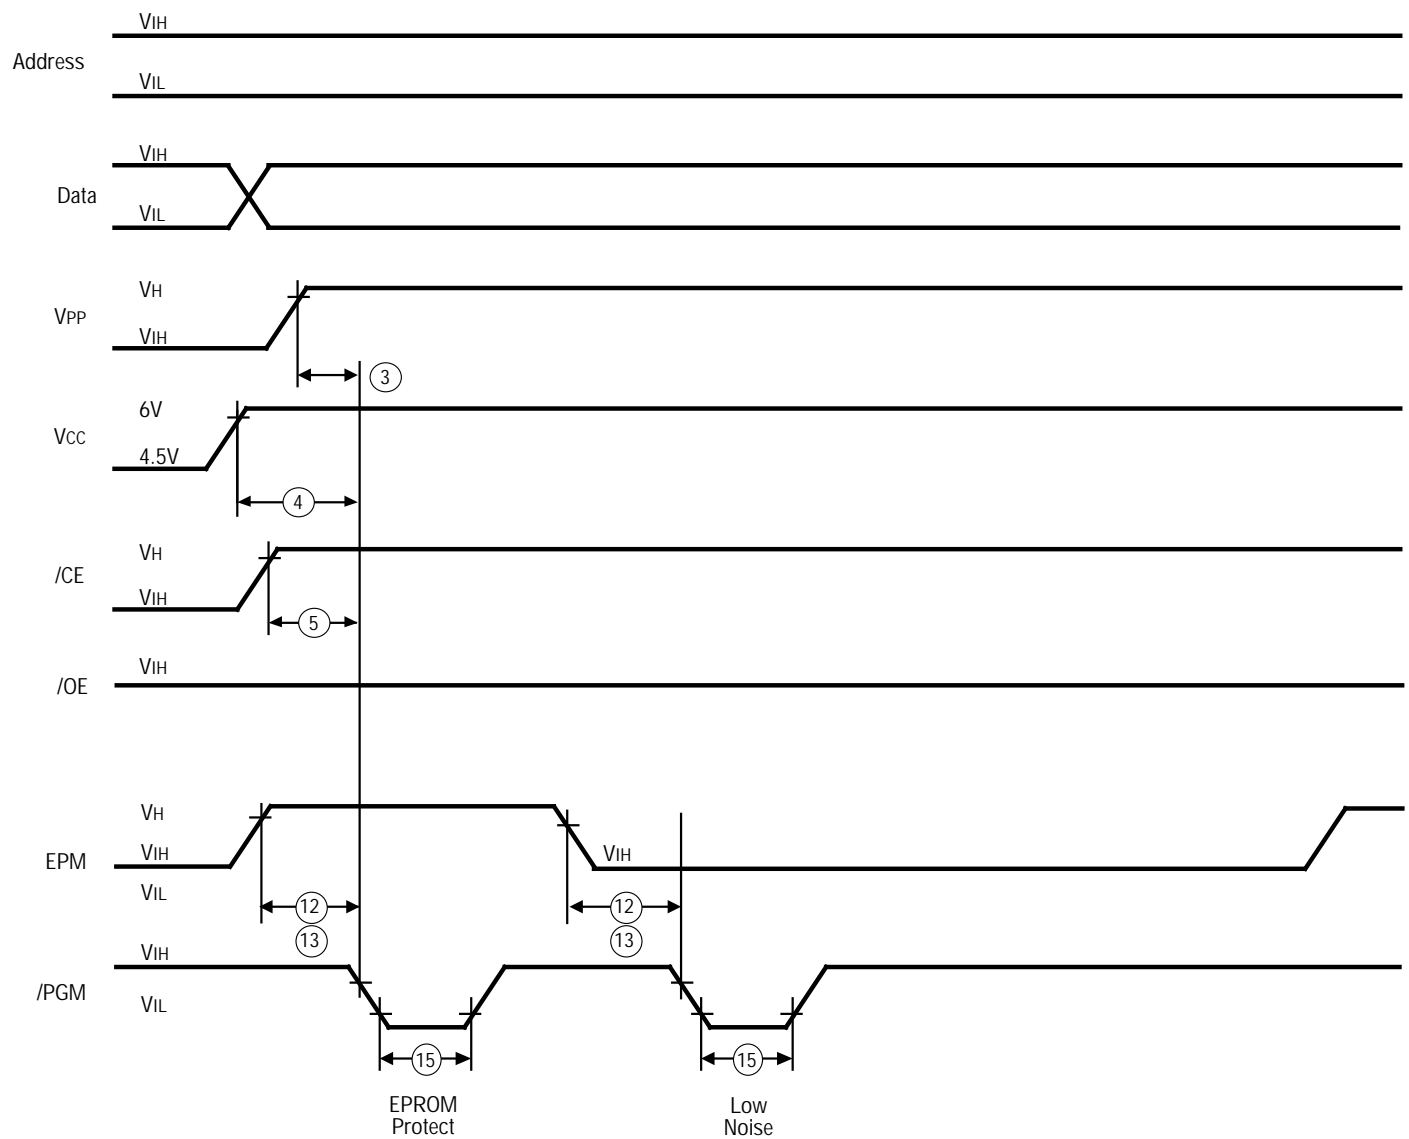 VIH
Address
VIL
VIH
Data
VIL
VH
VPP
VIH
3
6V
VCC
4.5V
4
VH
/CE
VIH
5
VIH
/OE
VH
EPM
VIH
VIH
VIL
12
12
13
13
VIH
/PGM
VIL
15
15
EPROM
Protect
Low
Noise